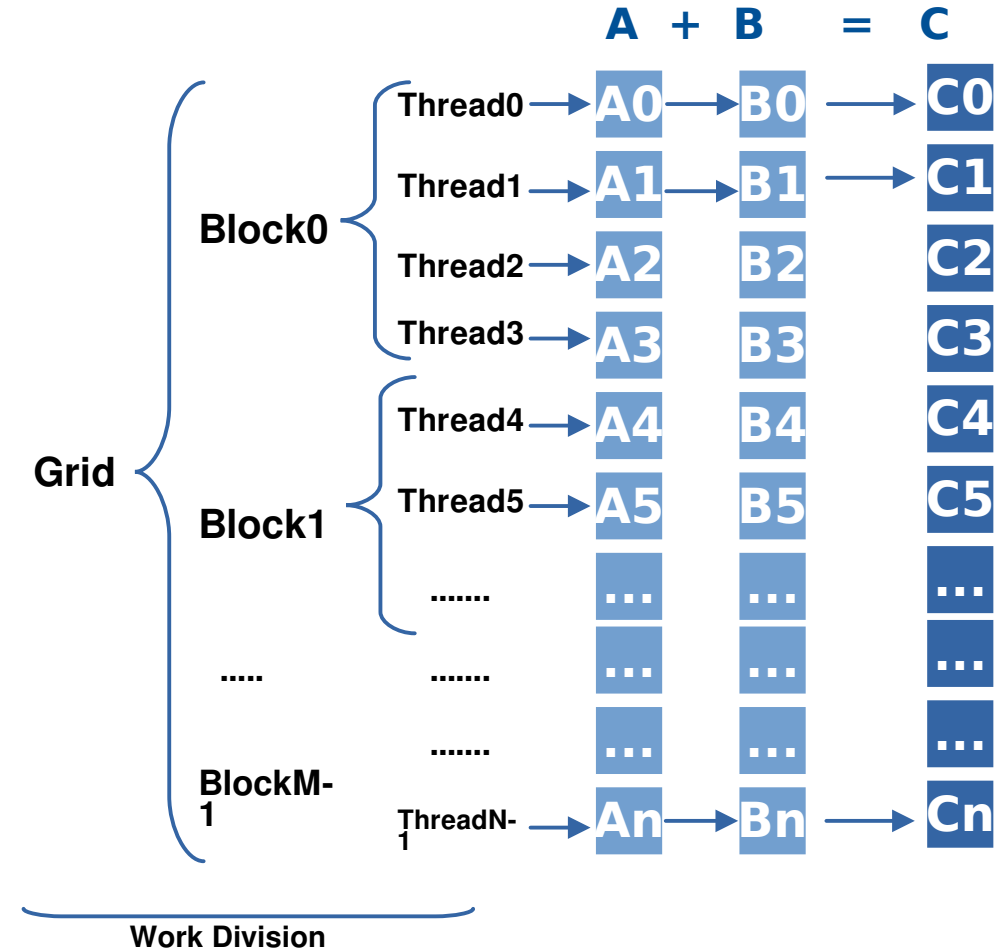 A + B = C
Thread0 A0 B0 C0
Thread1 A1 B1 C1
Block0
Thread2 A2 B2 C2
Thread3 A3 B3 C3
Thread4 A4 B4 C4
Grid
Thread5 A5 B5 C5
Block1
....... ... ... ...
..... ....... ... ... ...
....... ... ... ...
BlockM-
1
ThreadN-
1
An Bn Cn
Work Division